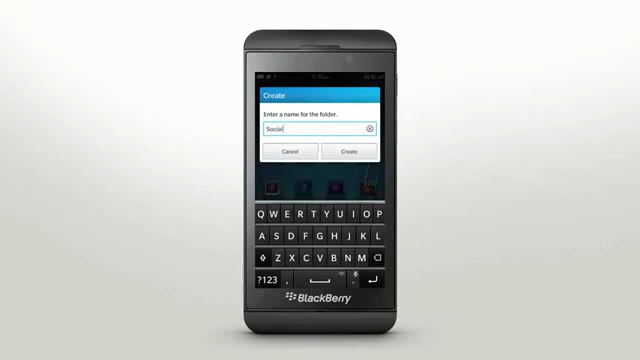 Create
Enter a name for the folder.
Social
Cancel Create
Q W E R T Y U I O P
A S D F G H J K L
Z X C V B N M
?123 , .
BlackBerry